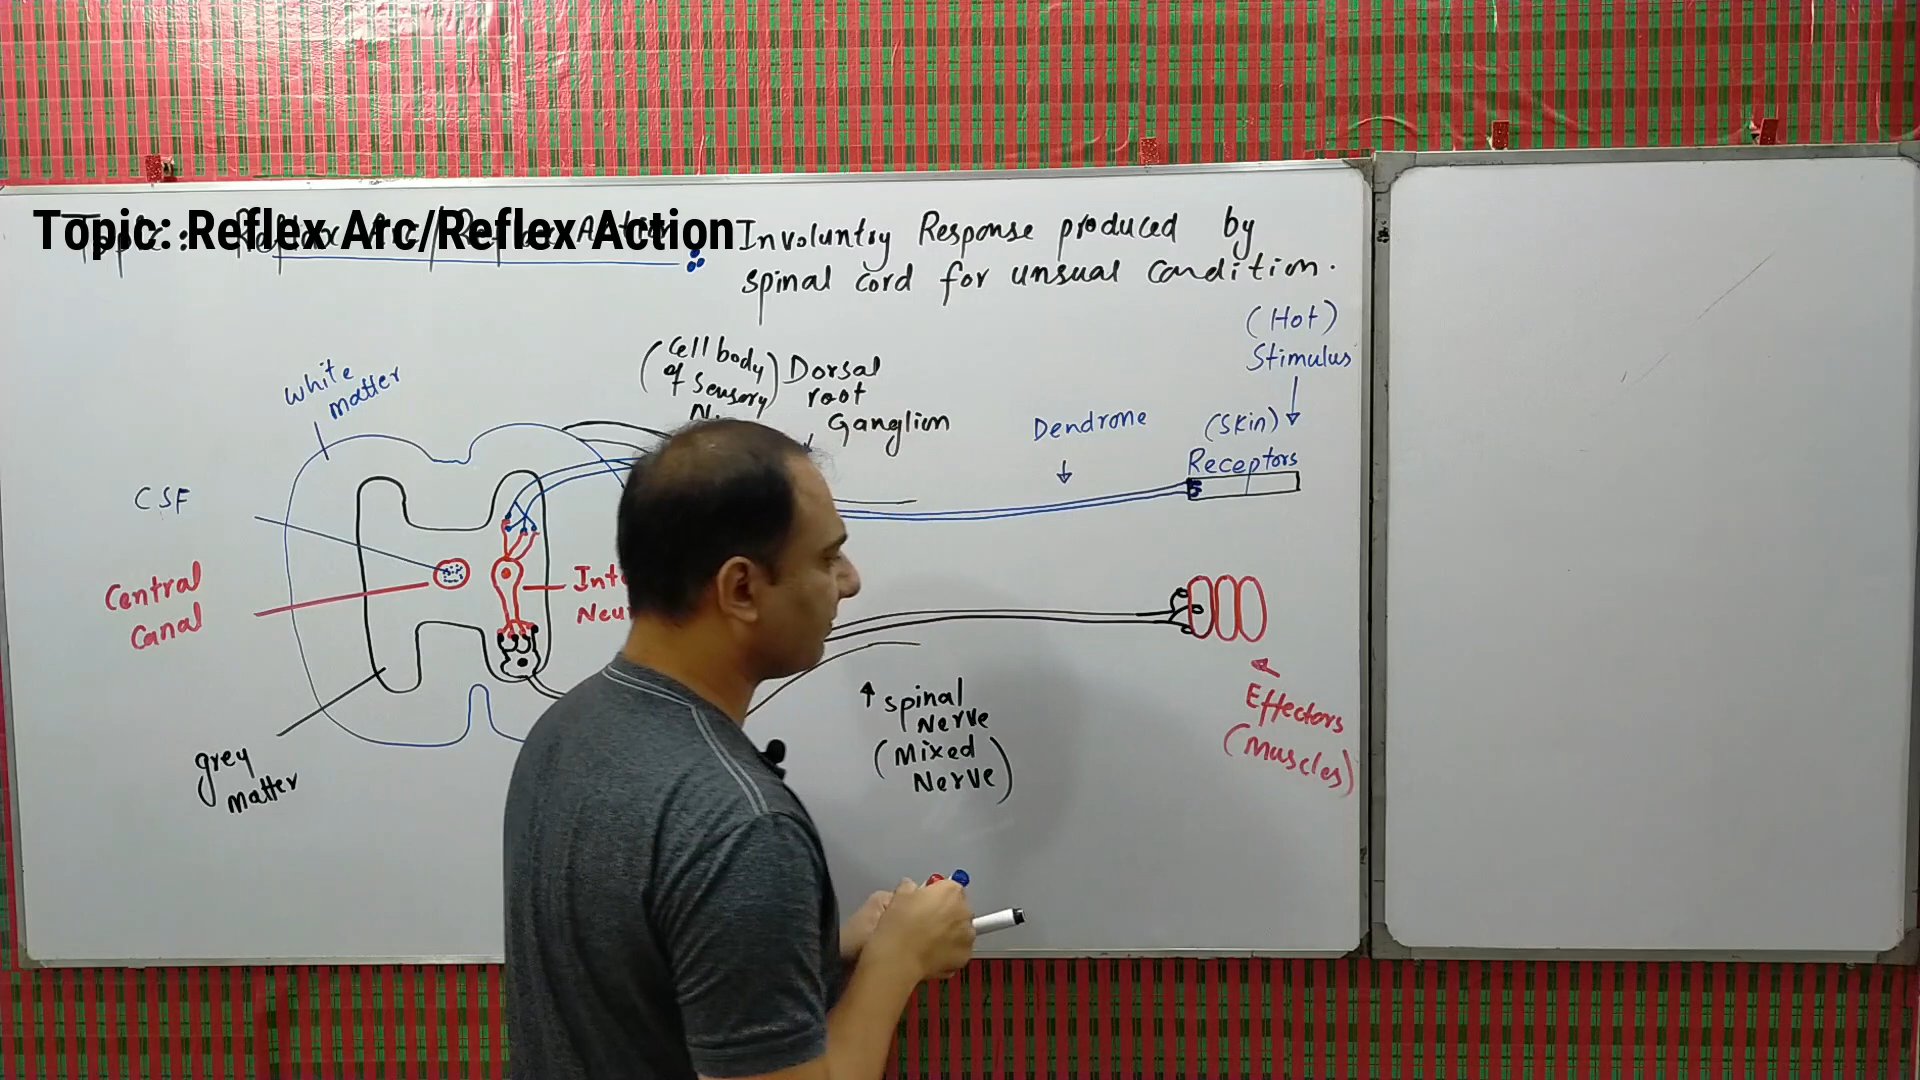 Topic: Reflex Arc/Reflex Action
Involuntry Response produced by
spinal cord for unsual condition.
(Hot)
Stimulus
(Cell body
of Sensory
Dorsal
root
Ganglion
Dendrone
(Skin)
Receptors
white
matter
CSF
Central
Canal
grey
matter
Spinal
Nerve
(Mixed
Nerve)
Effectors
(Muscles)